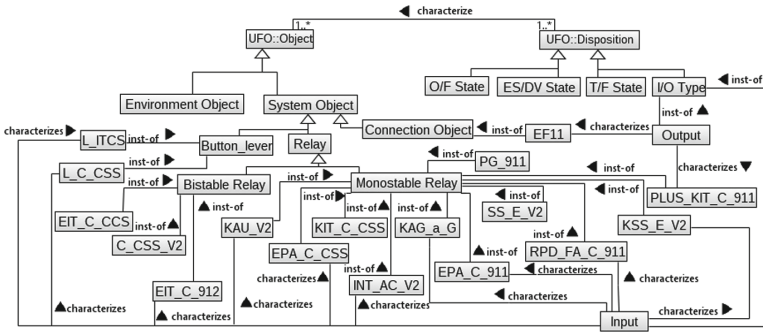 ◀ characterize
1..*
1..*
UFO::Object
UFO::Disposition
O/F State
ES/DV State
T/F State
I/O Type
◀ inst-of
Environment Object
System Object
inst-of ▲
characterizes ▶
L_ITCS
inst-of ▶
Button_lever
Relay
Connection Object
◀ inst-of
EF11
◀ characterizes
Output
inst-of ▶
◀ inst-of
PG_911
characterizes ▼
L_C_CSS
Bistable Relay
Monostable Relay
◀ inst-of
PLUS_KIT_C_911
inst-of ▶
inst-of ▶
◀ inst-of
◀ inst-of
EIT_C_CCS
inst-of ▲
▲ inst-of
KAU_V2
KIT_C_CSS
inst-of ▲
KAG_a_G
SS_E_V2
KSS_E_V2
C_CSS_V2
EPA_C_CSS
inst-of ▲
RPD_FA_C_911
▲ inst-of
inst-of ▲
EPA_C_911
◀ characterizes
EIT_C_912
▲ characterizes
INT_AC_V2
▲ characterizes
▲ characterizes
▲ characterizes
▲ characterizes
▲ characterizes
◀ characterizes
characterizes ▶
Input